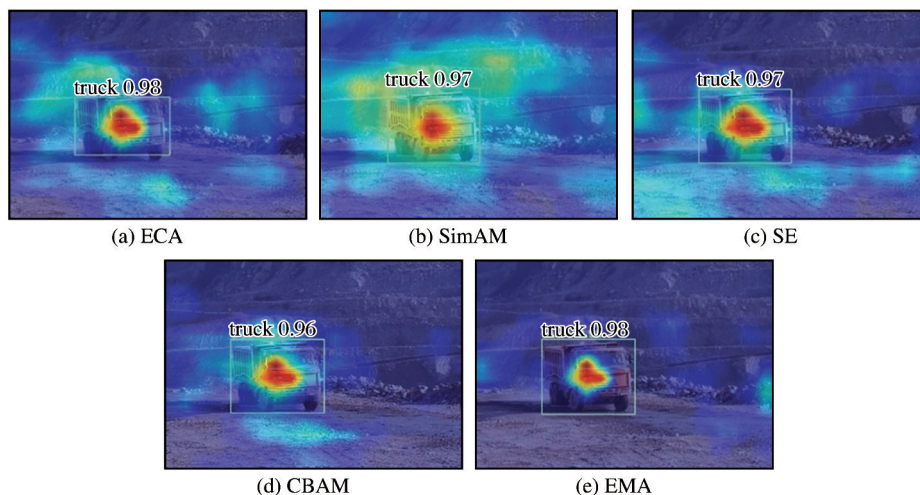 truck 0.98
truck 0.97
truck 0.97
(a) ECA
(b) SimAM
(c) SE
truck 0.96
truck 0.98
(d) CBAM
(e) EMA